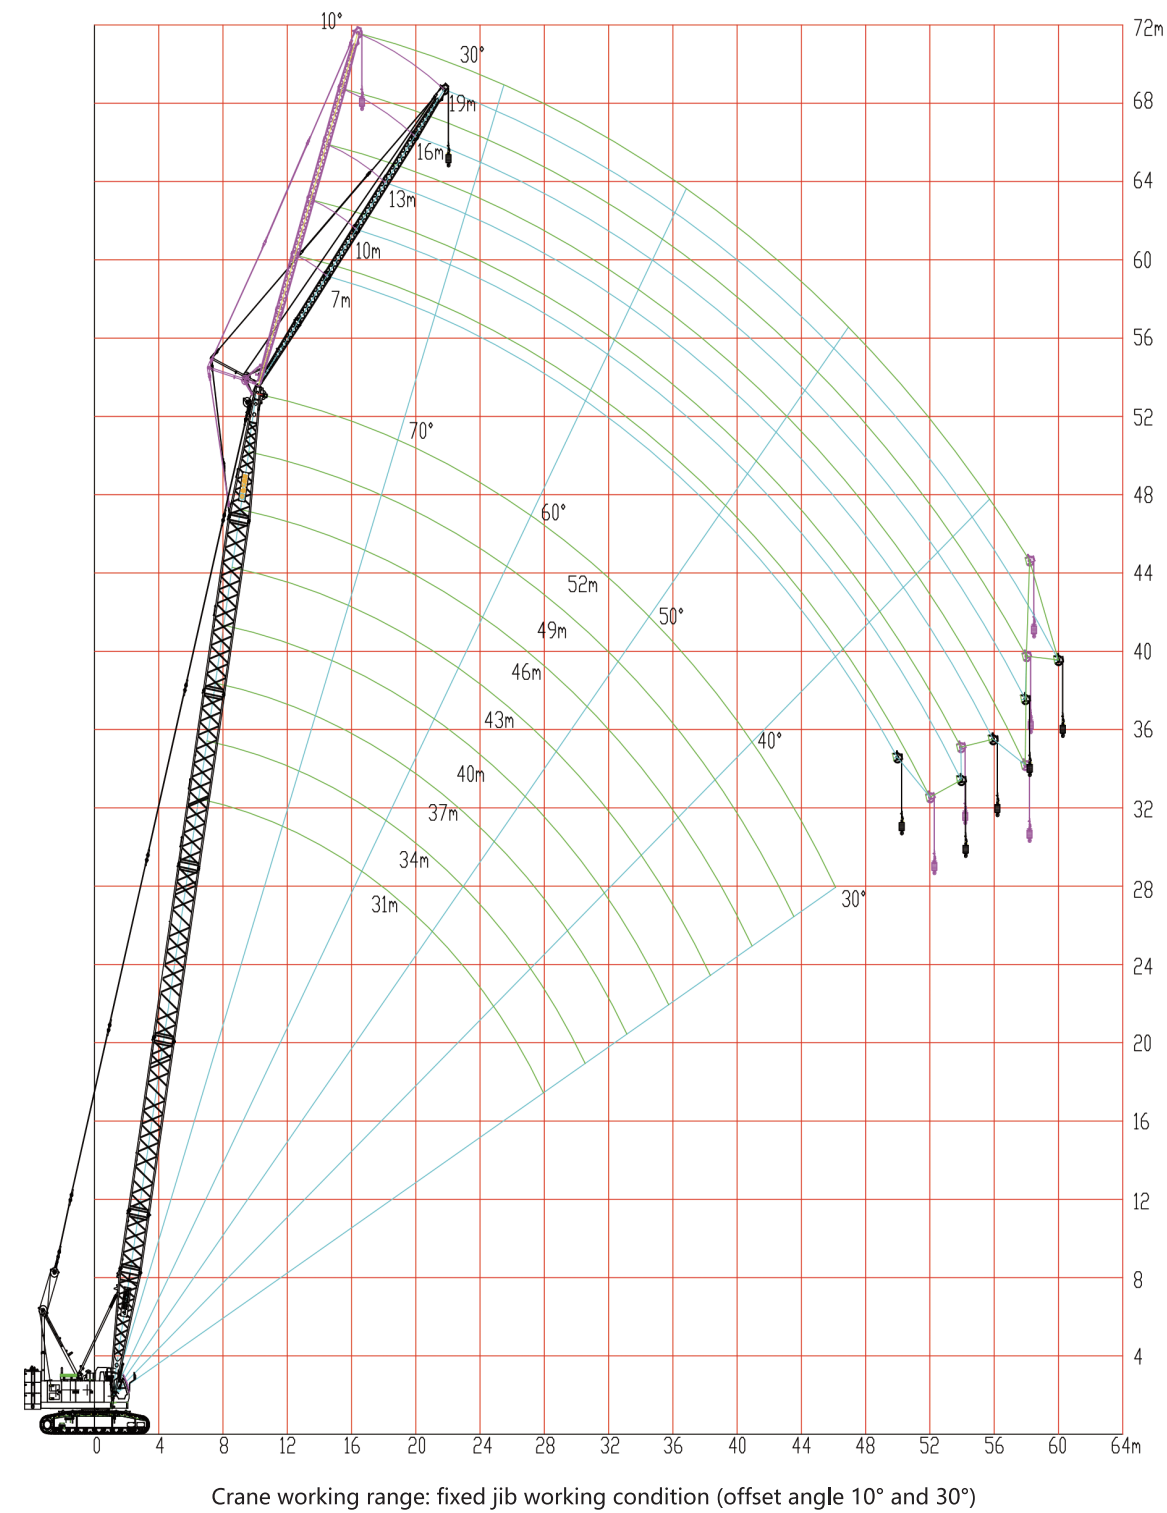 10°
72m
30°
68
19m
16m
64
13m
10m
60
7m
56
52
70°
48
60°
44
52m
50°
49m
40
46m
43m
36
40°
40m
32
37m
34m
28
30°
31m
24
20
16
12
8
4
0 4 8 12 16 20 24 28 32 36 40 44 48 52 56 60 64m
Crane working range: fixed jib working condition (offset angle 10° and 30°)